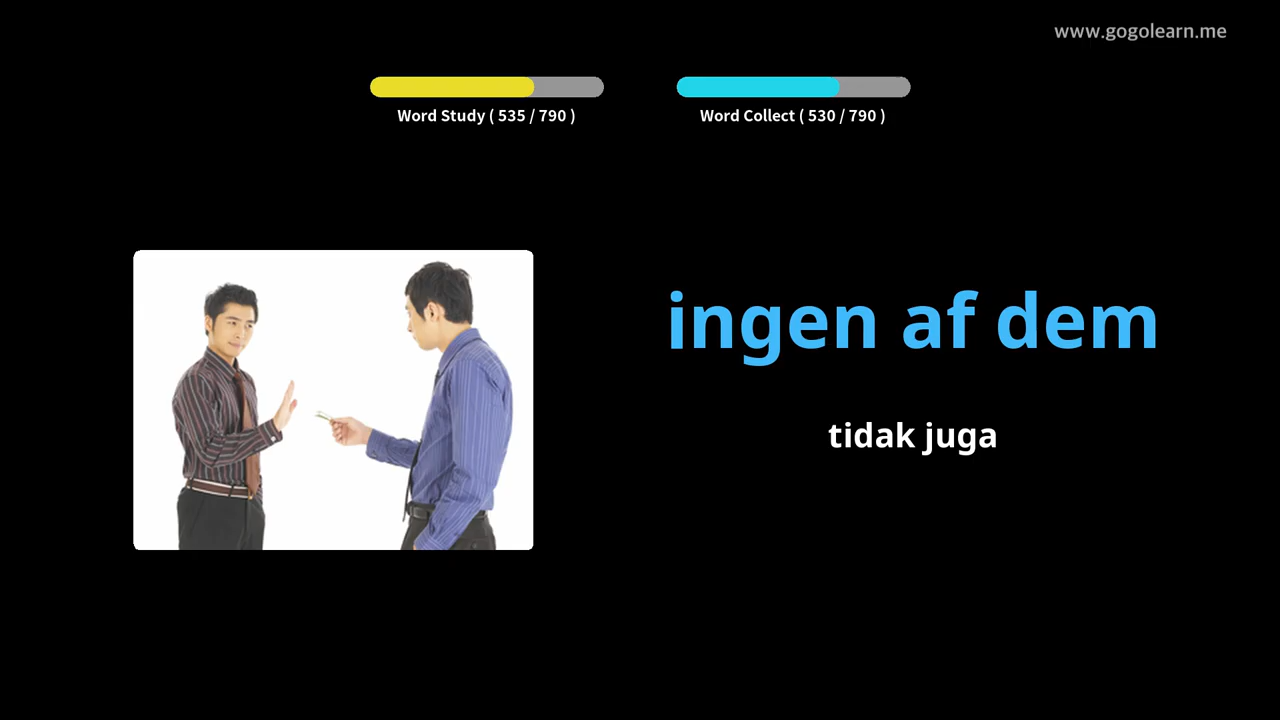 www.gogolearn.me
Word Study ( 535 / 790 )
Word Collect ( 530 / 790 )
ingen af dem
tidak juga